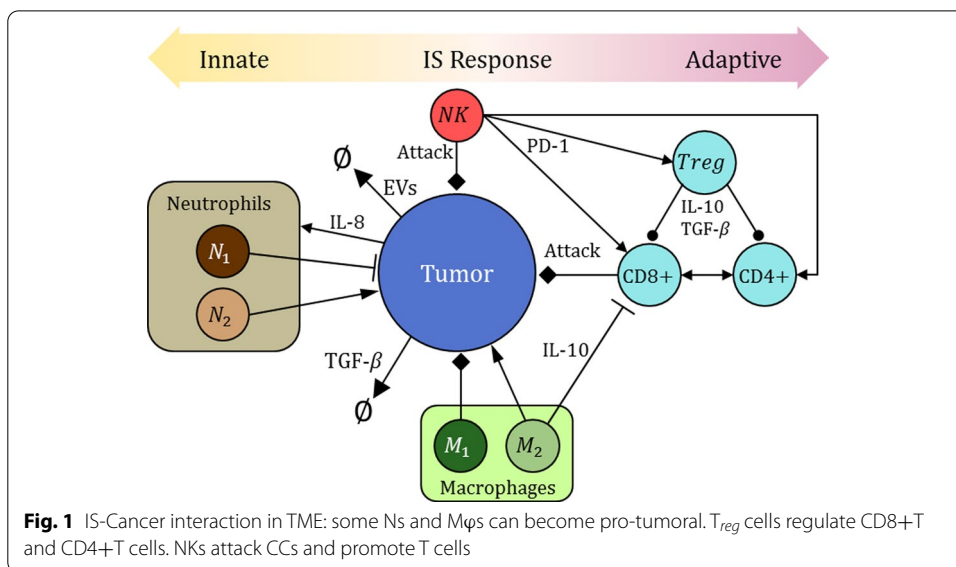 Innate IS Response Adaptive
NK
Attack
PD-1
Treg
Ø
EVs
IL-8
Neutrophils
N₁
N₂
IL-10
TGF-β
Tumor
Attack
CD8+
CD4+
TGF-β
Ø
IL-10
M₁
M₂
Macrophages
Fig. 1 IS-Cancer interaction in TME: some Ns and Mφs can become pro-tumoral. Treg cells regulate CD8+T
and CD4+T cells. NKs attack CCs and promote T cells